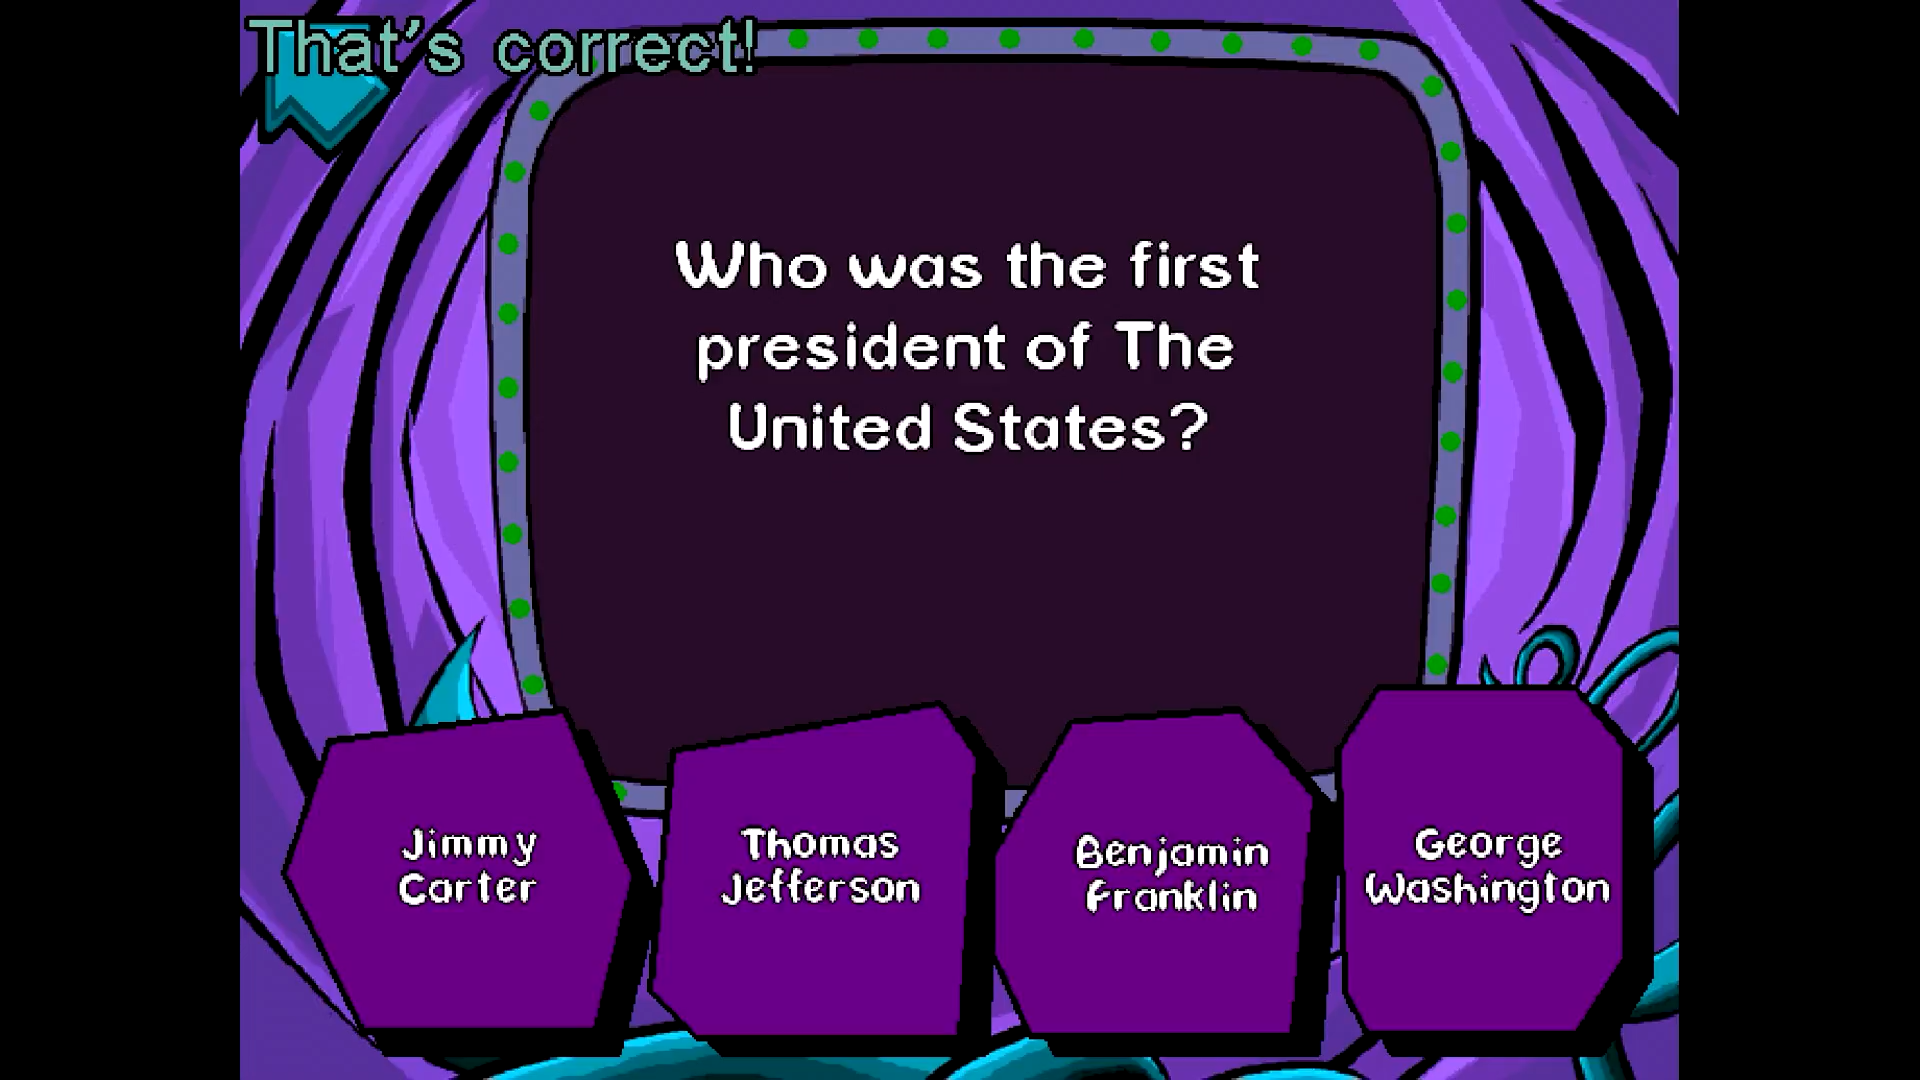 That's correct!
Who was the first
president of The
United States?
Jimmy
Carter
Thomas
Jefferson
Benjamin
Franklin
George
Washington